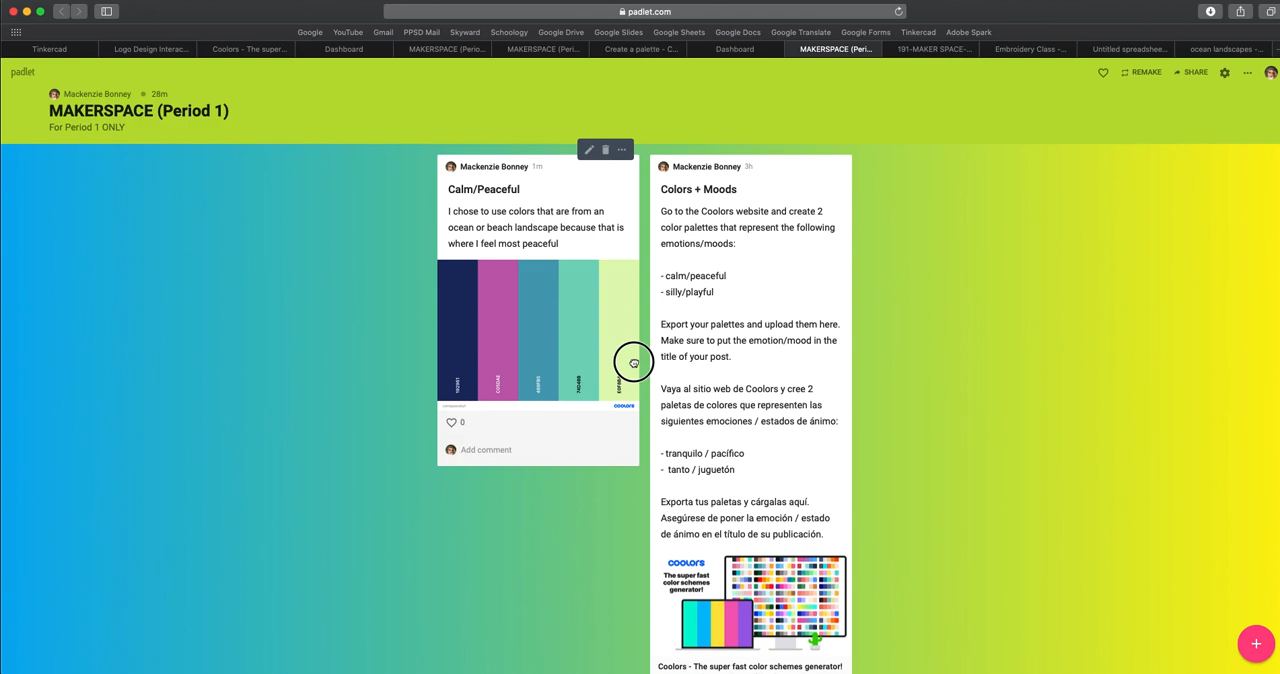 padlet.com
Google YouTube Gmail PPSD Mail Skyward Schoology Google Drive Google Slides Google Sheets Google Docs Google Translate Google Forms Tinkercad Adobe Spark
Tinkercad Logo Design Interac... Coolors - The super... Dashboard MAKERSPACE (Perio... MAKERSPACE (Peri... Create a palette - C... Dashboard MAKERSPACE (Peri... 191-MAKER SPACE-... Embroidery Class -... Untitled spreadshee... ocean landscapes -...
padlet
REMAKE SHARE
Mackenzie Bonney 28m
MAKERSPACE (Period 1)
For Period 1 ONLY
Mackenzie Bonney 1m
Calm/Peaceful
I chose to use colors that are from an
ocean or beach landscape because that is
where I feel most peaceful
coolors
0
Add comment
Mackenzie Bonney 3h
Colors + Moods
Go to the Coolors website and create 2
color palettes that represent the following
emotions/moods:
- calm/peaceful
- silly/playful
Export your palettes and upload them here.
Make sure to put the emotion/mood in the
title of your post.
Vaya al sitio web de Coolors y cree 2
paletas de colores que representen las
siguientes emociones / estados de ánimo:
- tranquilo / pacífico
- tanto / juguetón
Exporta tus paletas y cárgalas aquí.
Asegúrese de poner la emoción / estado
de ánimo en el título de su publicación.
coolors
The super fast
color schemes
generator!
Coolors - The super fast color schemes generator!